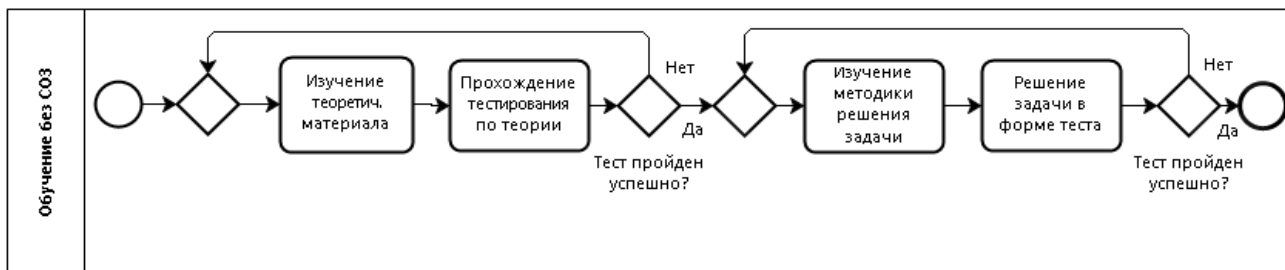 Обучение без СОЗ
Изучение
теоретич.
материала
Прохождение
тестирования
по теории
Нет
Да
Тест пройден
успешно?
Изучение
методики
решения
задачи
Решение
задачи в
форме теста
Нет
Да
Тест пройден
успешно?